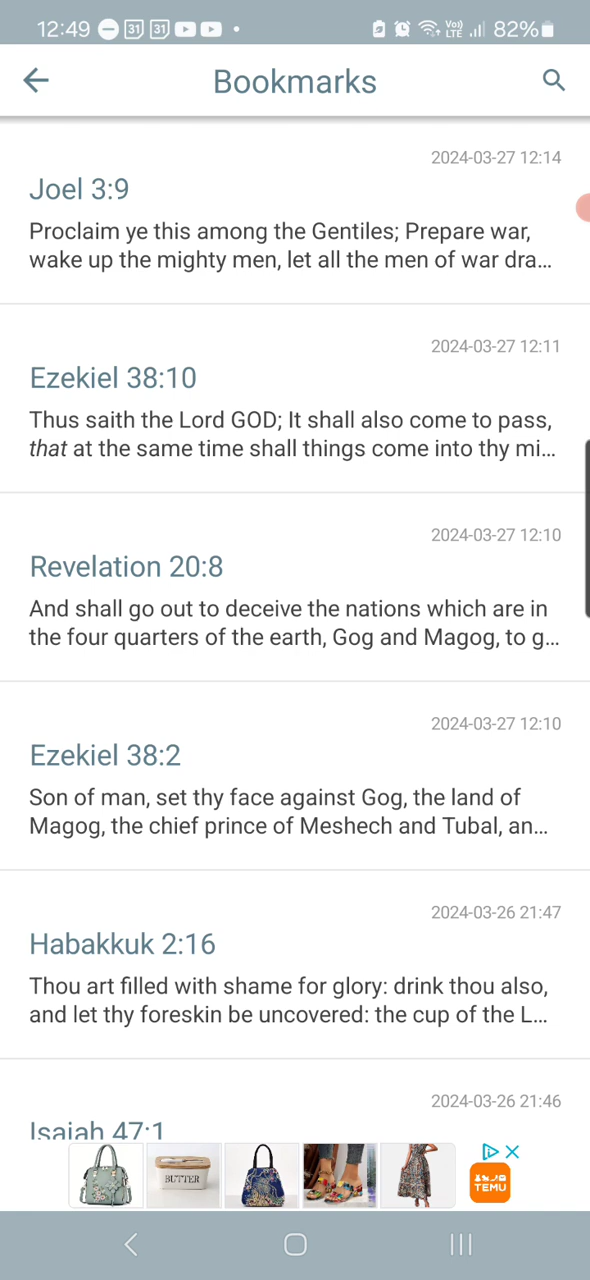 12:49 31 31 Vo)) LTE 82%
Bookmarks
2024-03-27 12:14
Joel 3:9
Proclaim ye this among the Gentiles; Prepare war,
wake up the mighty men, let all the men of war dra...
2024-03-27 12:11
Ezekiel 38:10
Thus saith the Lord GOD; It shall also come to pass,
that at the same time shall things come into thy mi...
2024-03-27 12:10
Revelation 20:8
And shall go out to deceive the nations which are in
the four quarters of the earth, Gog and Magog, to g...
2024-03-27 12:10
Ezekiel 38:2
Son of man, set thy face against Gog, the land of
Magog, the chief prince of Meshech and Tubal, an...
2024-03-26 21:47
Habakkuk 2:16
Thou art filled with shame for glory: drink thou also,
and let thy foreskin be uncovered: the cup of the L...
2024-03-26 21:46
Isaiah 47:1
BUTTER
TEMU